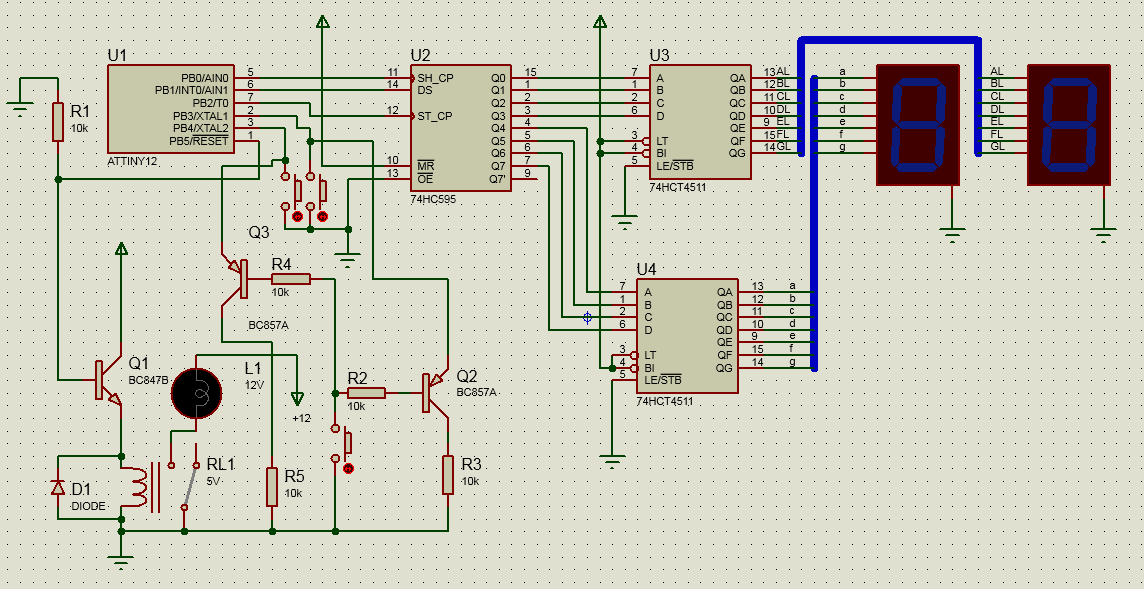 U1
PB0/AIN0 5
PB1/INT0/AIN1 6
PB2/T0 7
PB3/XTAL1 2
PB4/XTAL2 3
PB5/RESET 1
ATTINY12
R1
10k
U2
11 SH_CP Q0 15
14 DS Q1 1
Q2 2
12 ST_CP Q3 3
Q4 4
Q5 5
Q6 6
10 MR Q7 7
13 OE Q7' 9
74HC595
U3
7 A QA 13 AL
1 B QB 12 BL
2 C QC 11 CL
6 D QD 10 DL
QE 9 EL
3 LT QF 15 FL
4 BI QG 14 GL
5 LE/STB
74HCT4511
a
b
c
d
e
f
g
AL
BL
CL
DL
EL
FL
GL
Q3
BC857A
R4
10k
U4
7 A QA 13 a
1 B QB 12 b
2 C QC 11 c
6 D QD 10 d
QE 9 e
3 LT QF 15 f
4 BI QG 14 g
5 LE/STB
74HCT4511
Q1
BC847B
L1
12V
+12
R2
10k
Q2
BC857A
RL1
5V
D1
DIODE
R5
10k
R3
10k